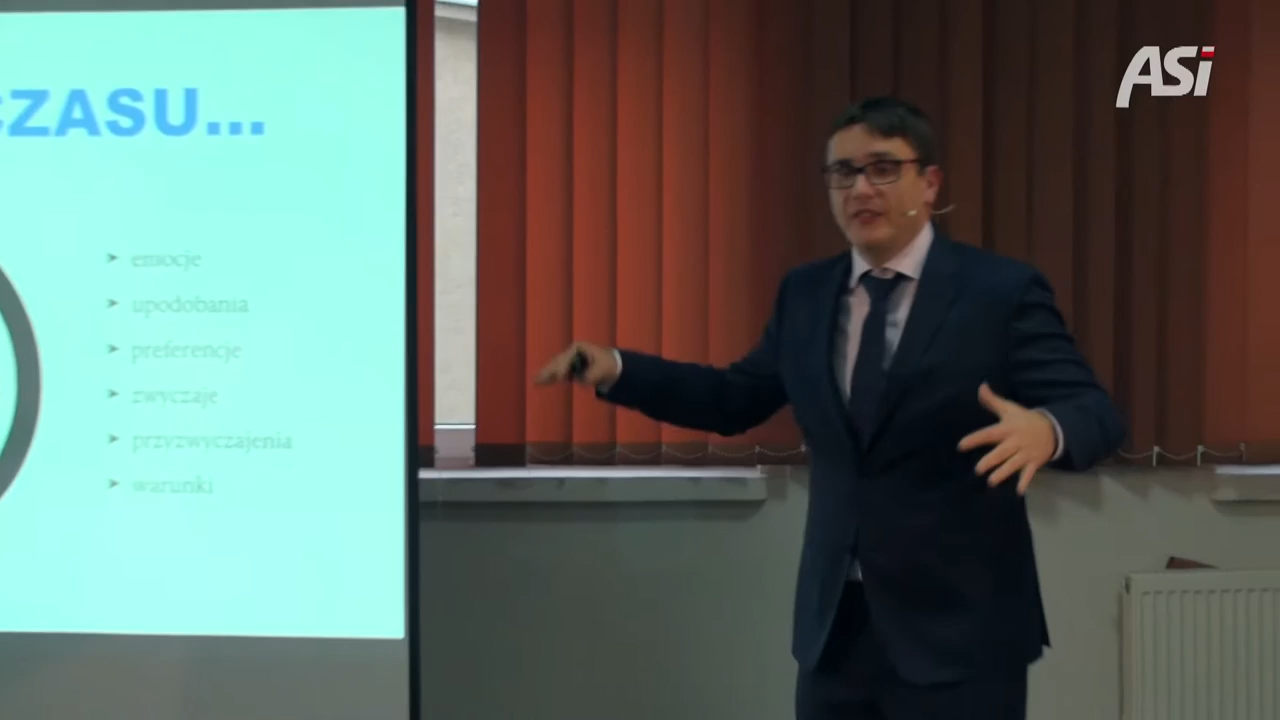 ASi
CZASU...
emocje
upodobania
preferencje
zwyczaje
przyzwyczajenia
warunki